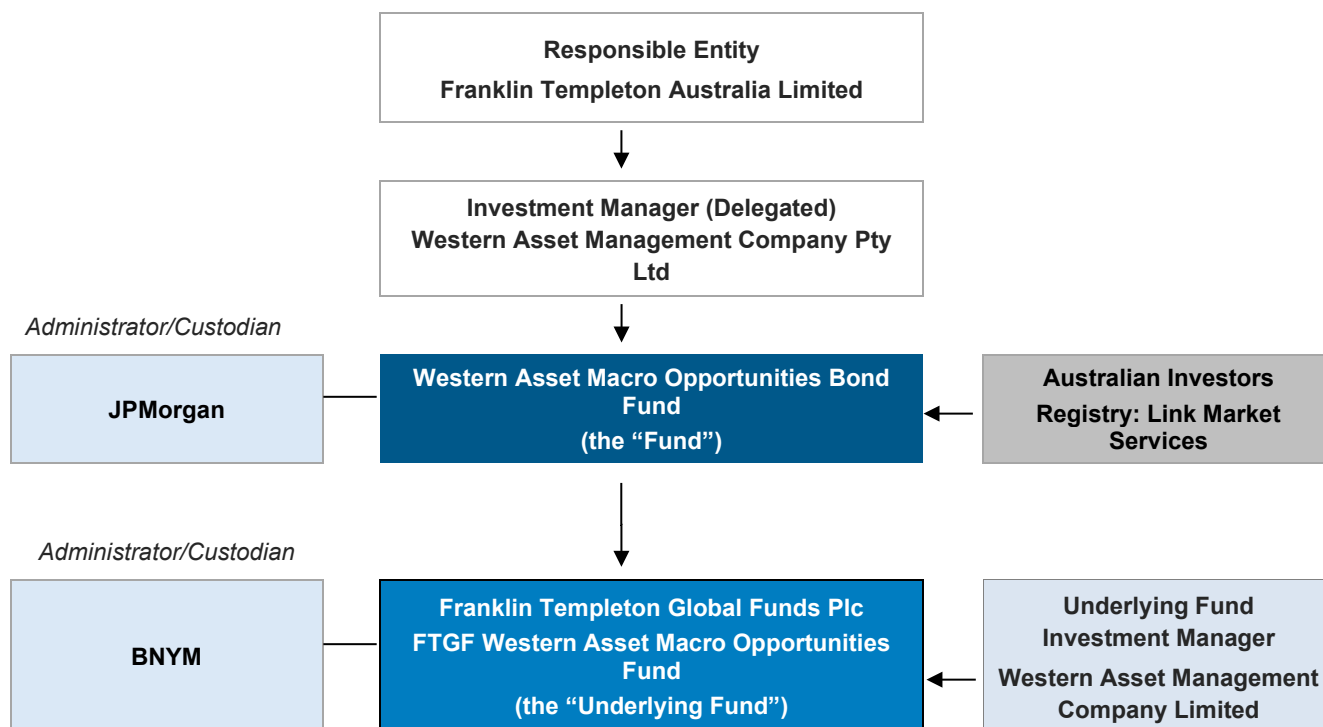 Responsible Entity
Franklin Templeton Australia Limited
Investment Manager (Delegated)
Western Asset Management Company Pty
Ltd
Administrator/Custodian
JPMorgan
Western Asset Macro Opportunities Bond
Fund
(the “Fund”)
Australian Investors
Registry: Link Market
Services
Administrator/Custodian
BNYM
Franklin Templeton Global Funds Plc
FTGF Western Asset Macro Opportunities
Fund
(the “Underlying Fund”)
Underlying Fund
Investment Manager
Western Asset Management
Company Limited